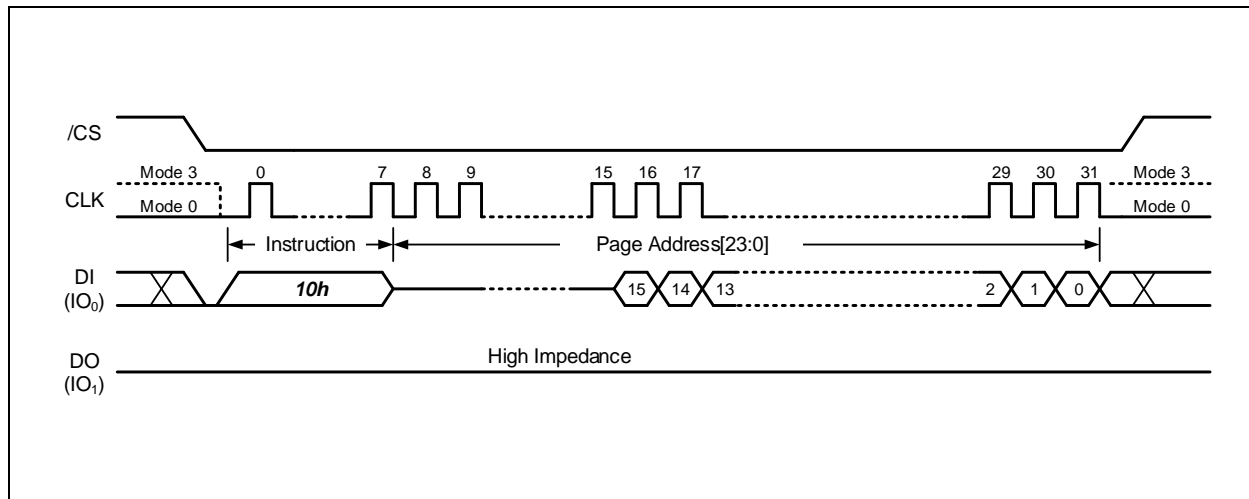 /CS
Mode 3 0 7 8 9 15 16 17 29 30 31 Mode 3
CLK
Mode 0 Mode 0
Instruction Page Address[23:0]
DI 10h 15 14 13 2 1 0
(IO₀)
High Impedance
DO
(IO₁)